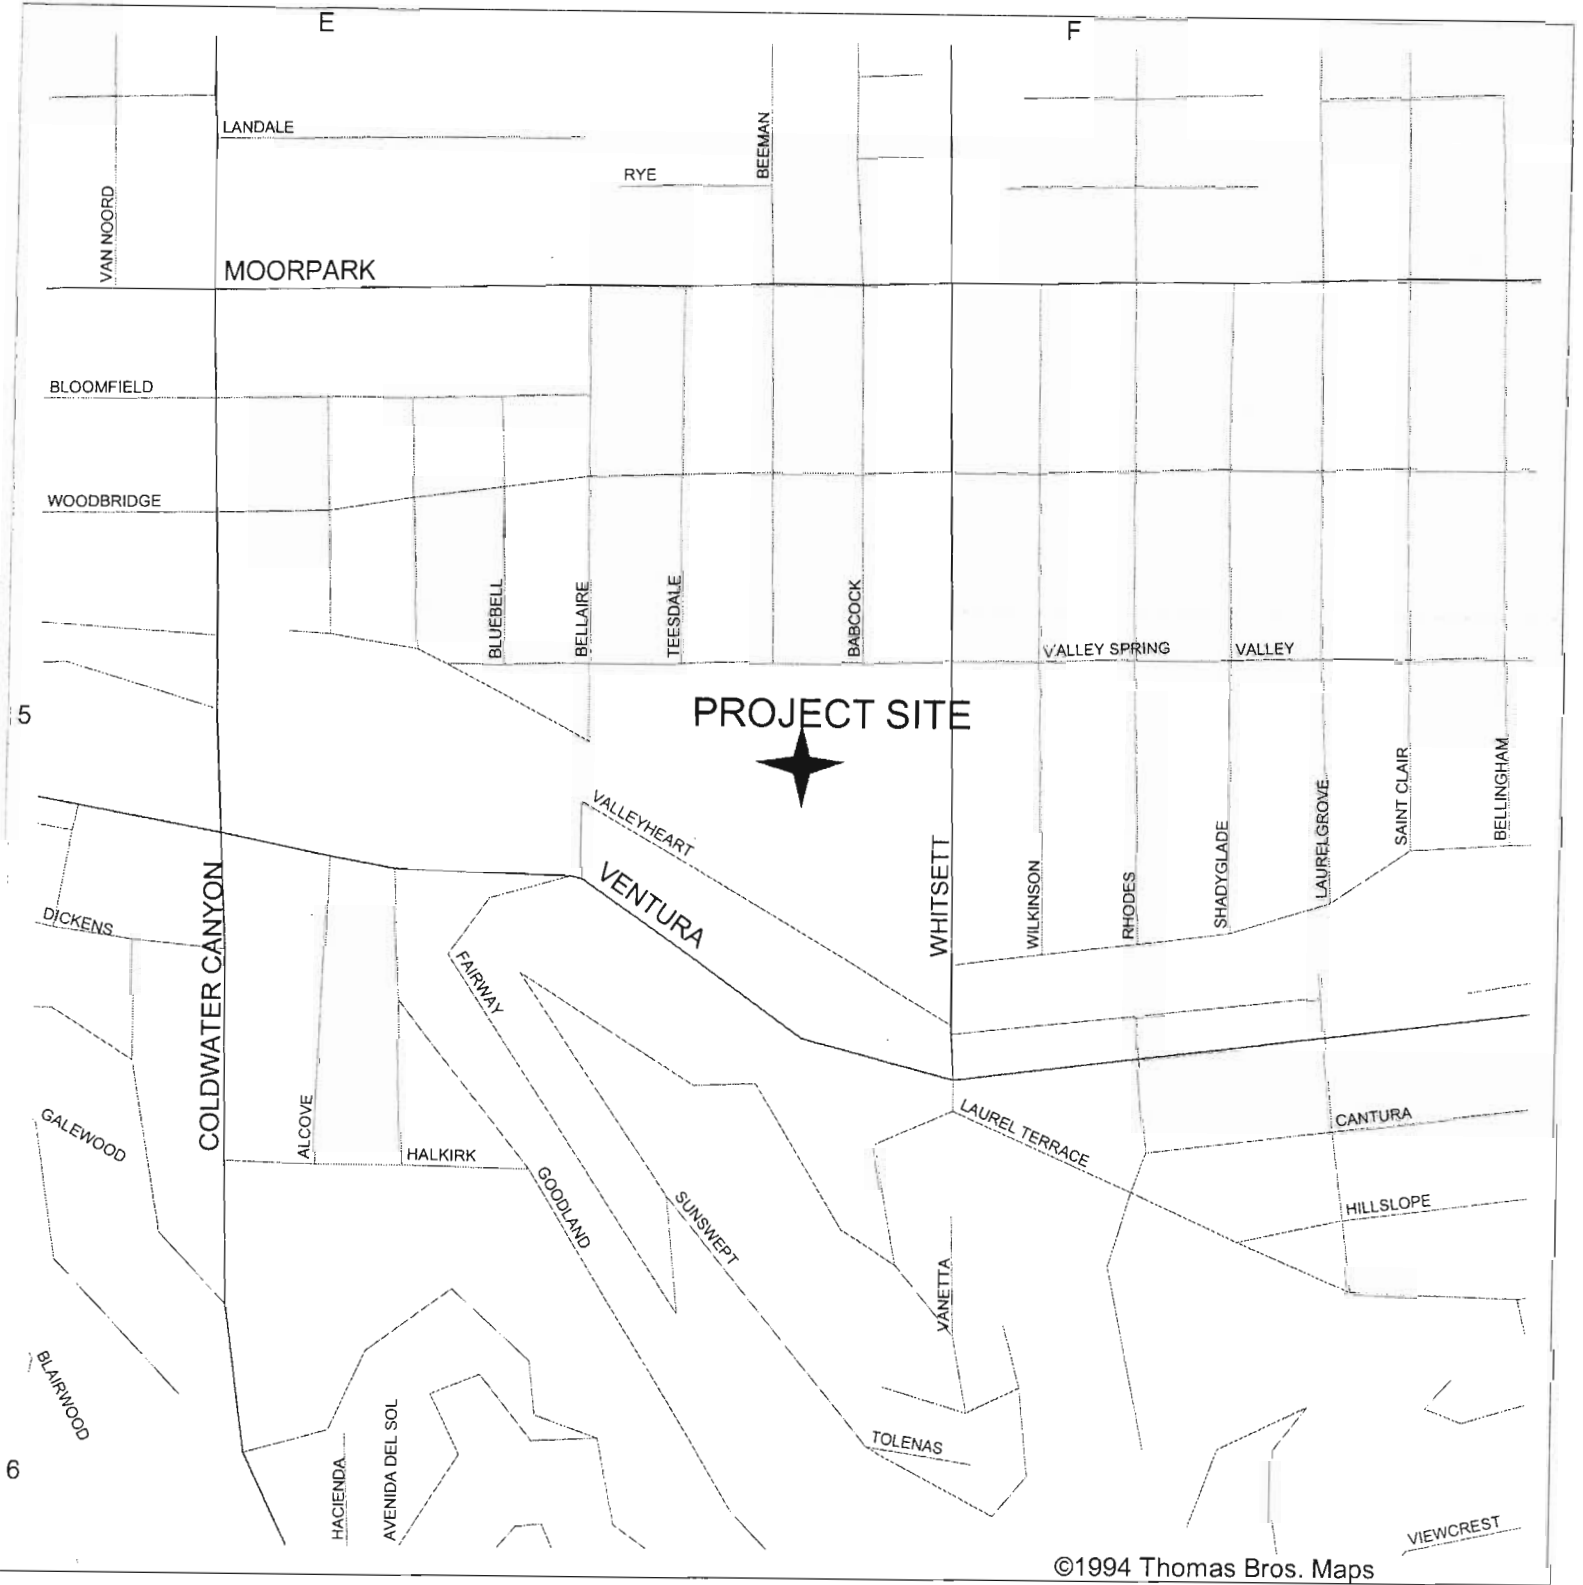 E
F
LANDALE
BEEMAN
RYE
VAN NOORD
MOORPARK
BLOOMFIELD
WOODBRIDGE
BLUEBELL
BELLAIRE
TEESDALE
BABCOCK
VALLEY SPRING
VALLEY
PROJECT SITE
5
VALLEYHEART
VENTURA
WHITSETT
WILKINSON
RHODES
SHADYGLADE
LAURELGROVE
SAINT CLAIR
BELLINGHAM
COLDWATER CANYON
DICKENS
FAIRWAY
GALEWOOD
ALCOVE
HALKIRK
GOODLAND
SUNSWEPT
LAUREL TERRACE
CANTURA
HILLSLOPE
VANETTA
BLAIRWOOD
6
HACIENDA
AVENIDA DEL SOL
TOLENAS
VIEWCREST
©1994 Thomas Bros. Maps